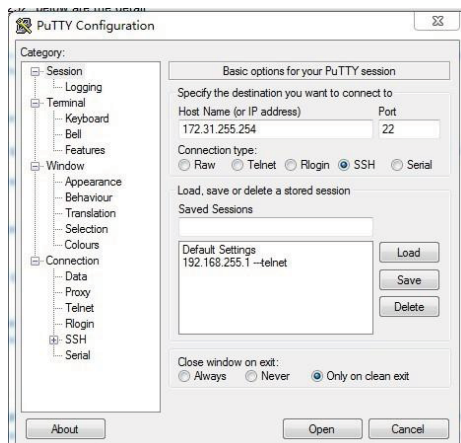 below are the detail
PuTTY Configuration
Category:
Session
Logging
Terminal
Keyboard
Bell
Features
Window
Appearance
Behaviour
Translation
Selection
Colours
Connection
Data
Proxy
Telnet
Rlogin
SSH
Serial
Basic options for your PuTTY session
Specify the destination you want to connect to
Host Name (or IP address) Port
172.31.255.254 22
Connection type:
Raw Telnet Rlogin SSH Serial
Load, save or delete a stored session
Saved Sessions
Default Settings
192.168.255.1 ---telnet
Load
Save
Delete
Close window on exit:
Always Never Only on clean exit
About Open Cancel